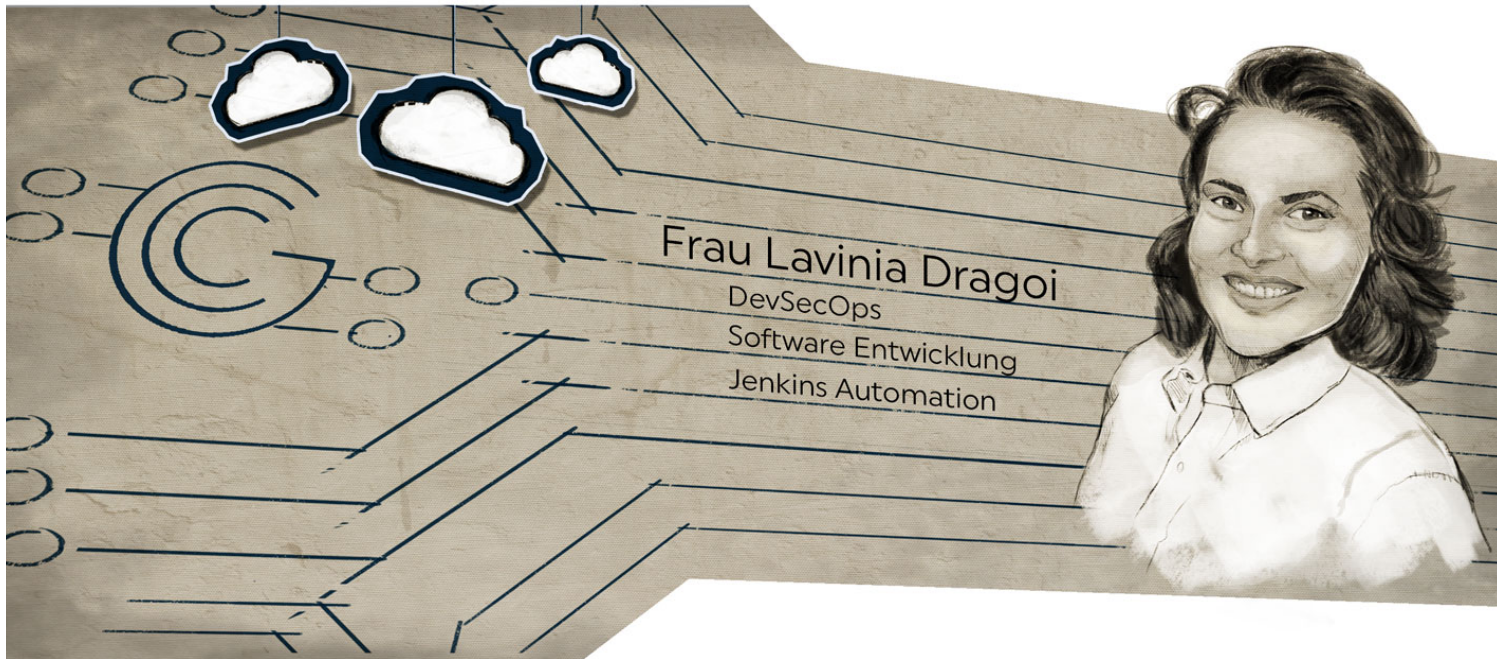 Frau Lavinia Dragoi
DevSecOps
Software Entwicklung
Jenkins Automation